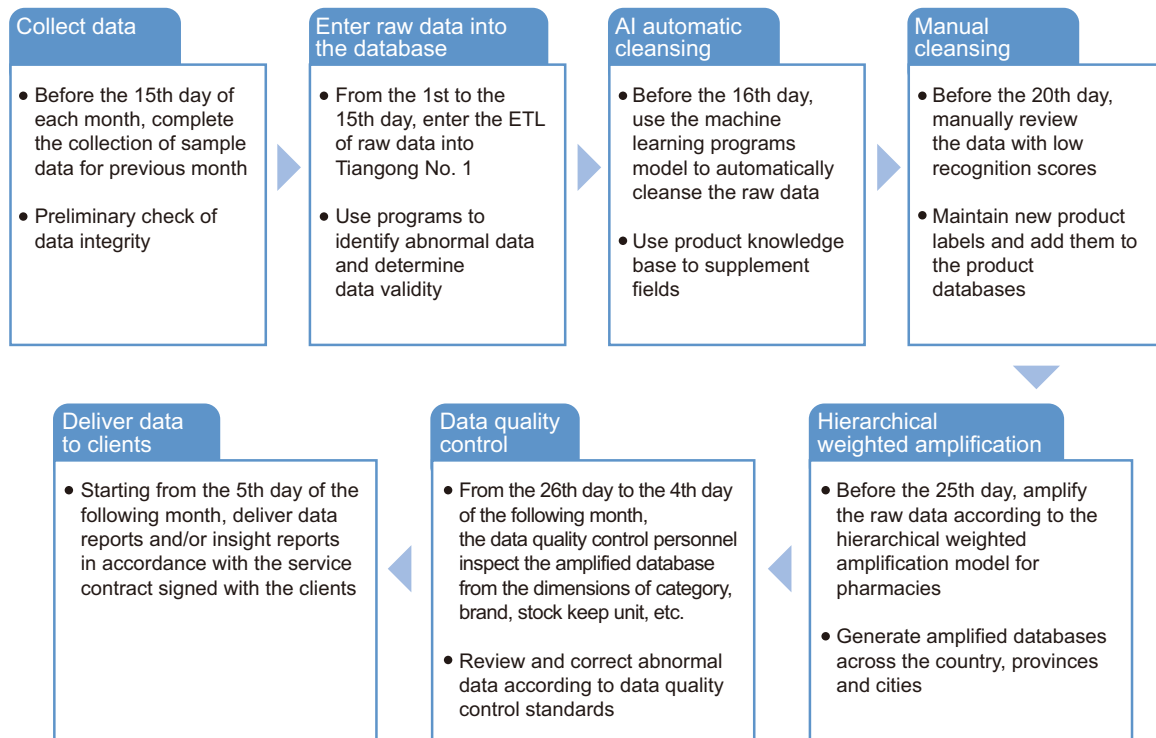 Collect data
● Before the 15th day of
each month, complete
the collection of sample
data for previous month
● Preliminary check of
data integrity
Enter raw data into
the database
● From the 1st to the
15th day, enter the ETL
of raw data into
Tiangong No. 1
● Use programs to
identify abnormal data
and determine
data validity
AI automatic
cleansing
● Before the 16th day,
use the machine
learning programs
model to automatically
cleanse the raw data
● Use product knowledge
base to supplement
fields
Manual
cleansing
● Before the 20th day,
manually review
the data with low
recognition scores
● Maintain new product
labels and add them to
the product
databases
Hierarchical
weighted amplification
● Before the 25th day, amplify
the raw data according to the
hierarchical weighted
amplification model for
pharmacies
● Generate amplified databases
across the country, provinces
and cities
Data quality
control
● From the 26th day to the 4th day
of the following month,
the data quality control personnel
inspect the amplified database
from the dimensions of category,
brand, stock keep unit, etc.
● Review and correct abnormal
data according to data quality
control standards
Deliver data
to clients
● Starting from the 5th day of the
following month, deliver data
reports and/or insight reports
in accordance with the service
contract signed with the clients